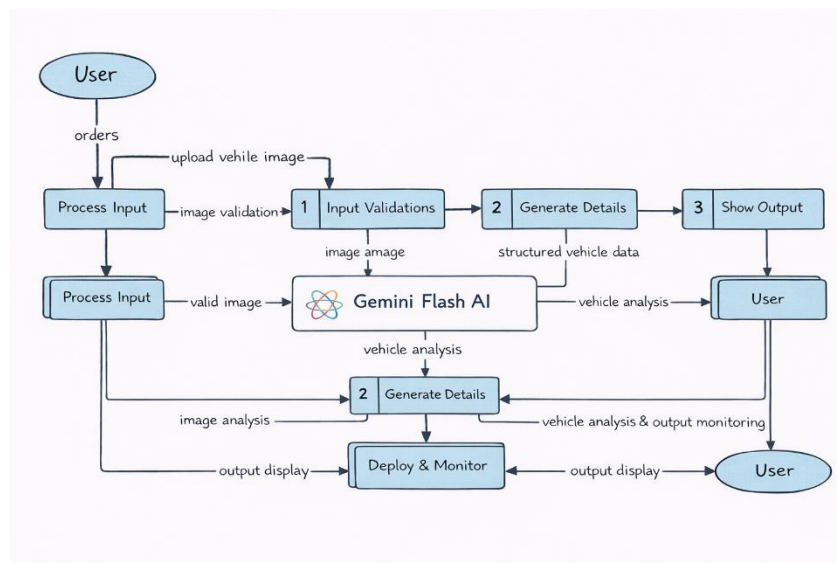 User
orders
upload vehile image
Process Input
image validation
1 Input Validations
2 Generate Details
3 Show Output
image amage
structured vehicle data
Process Input
valid image
Gemini Flash AI
vehicle analysis
User
vehicle analysis
2 Generate Details
image analysis
vehicle analysis & output monitoring
output display
Deploy & Monitor
output display
User